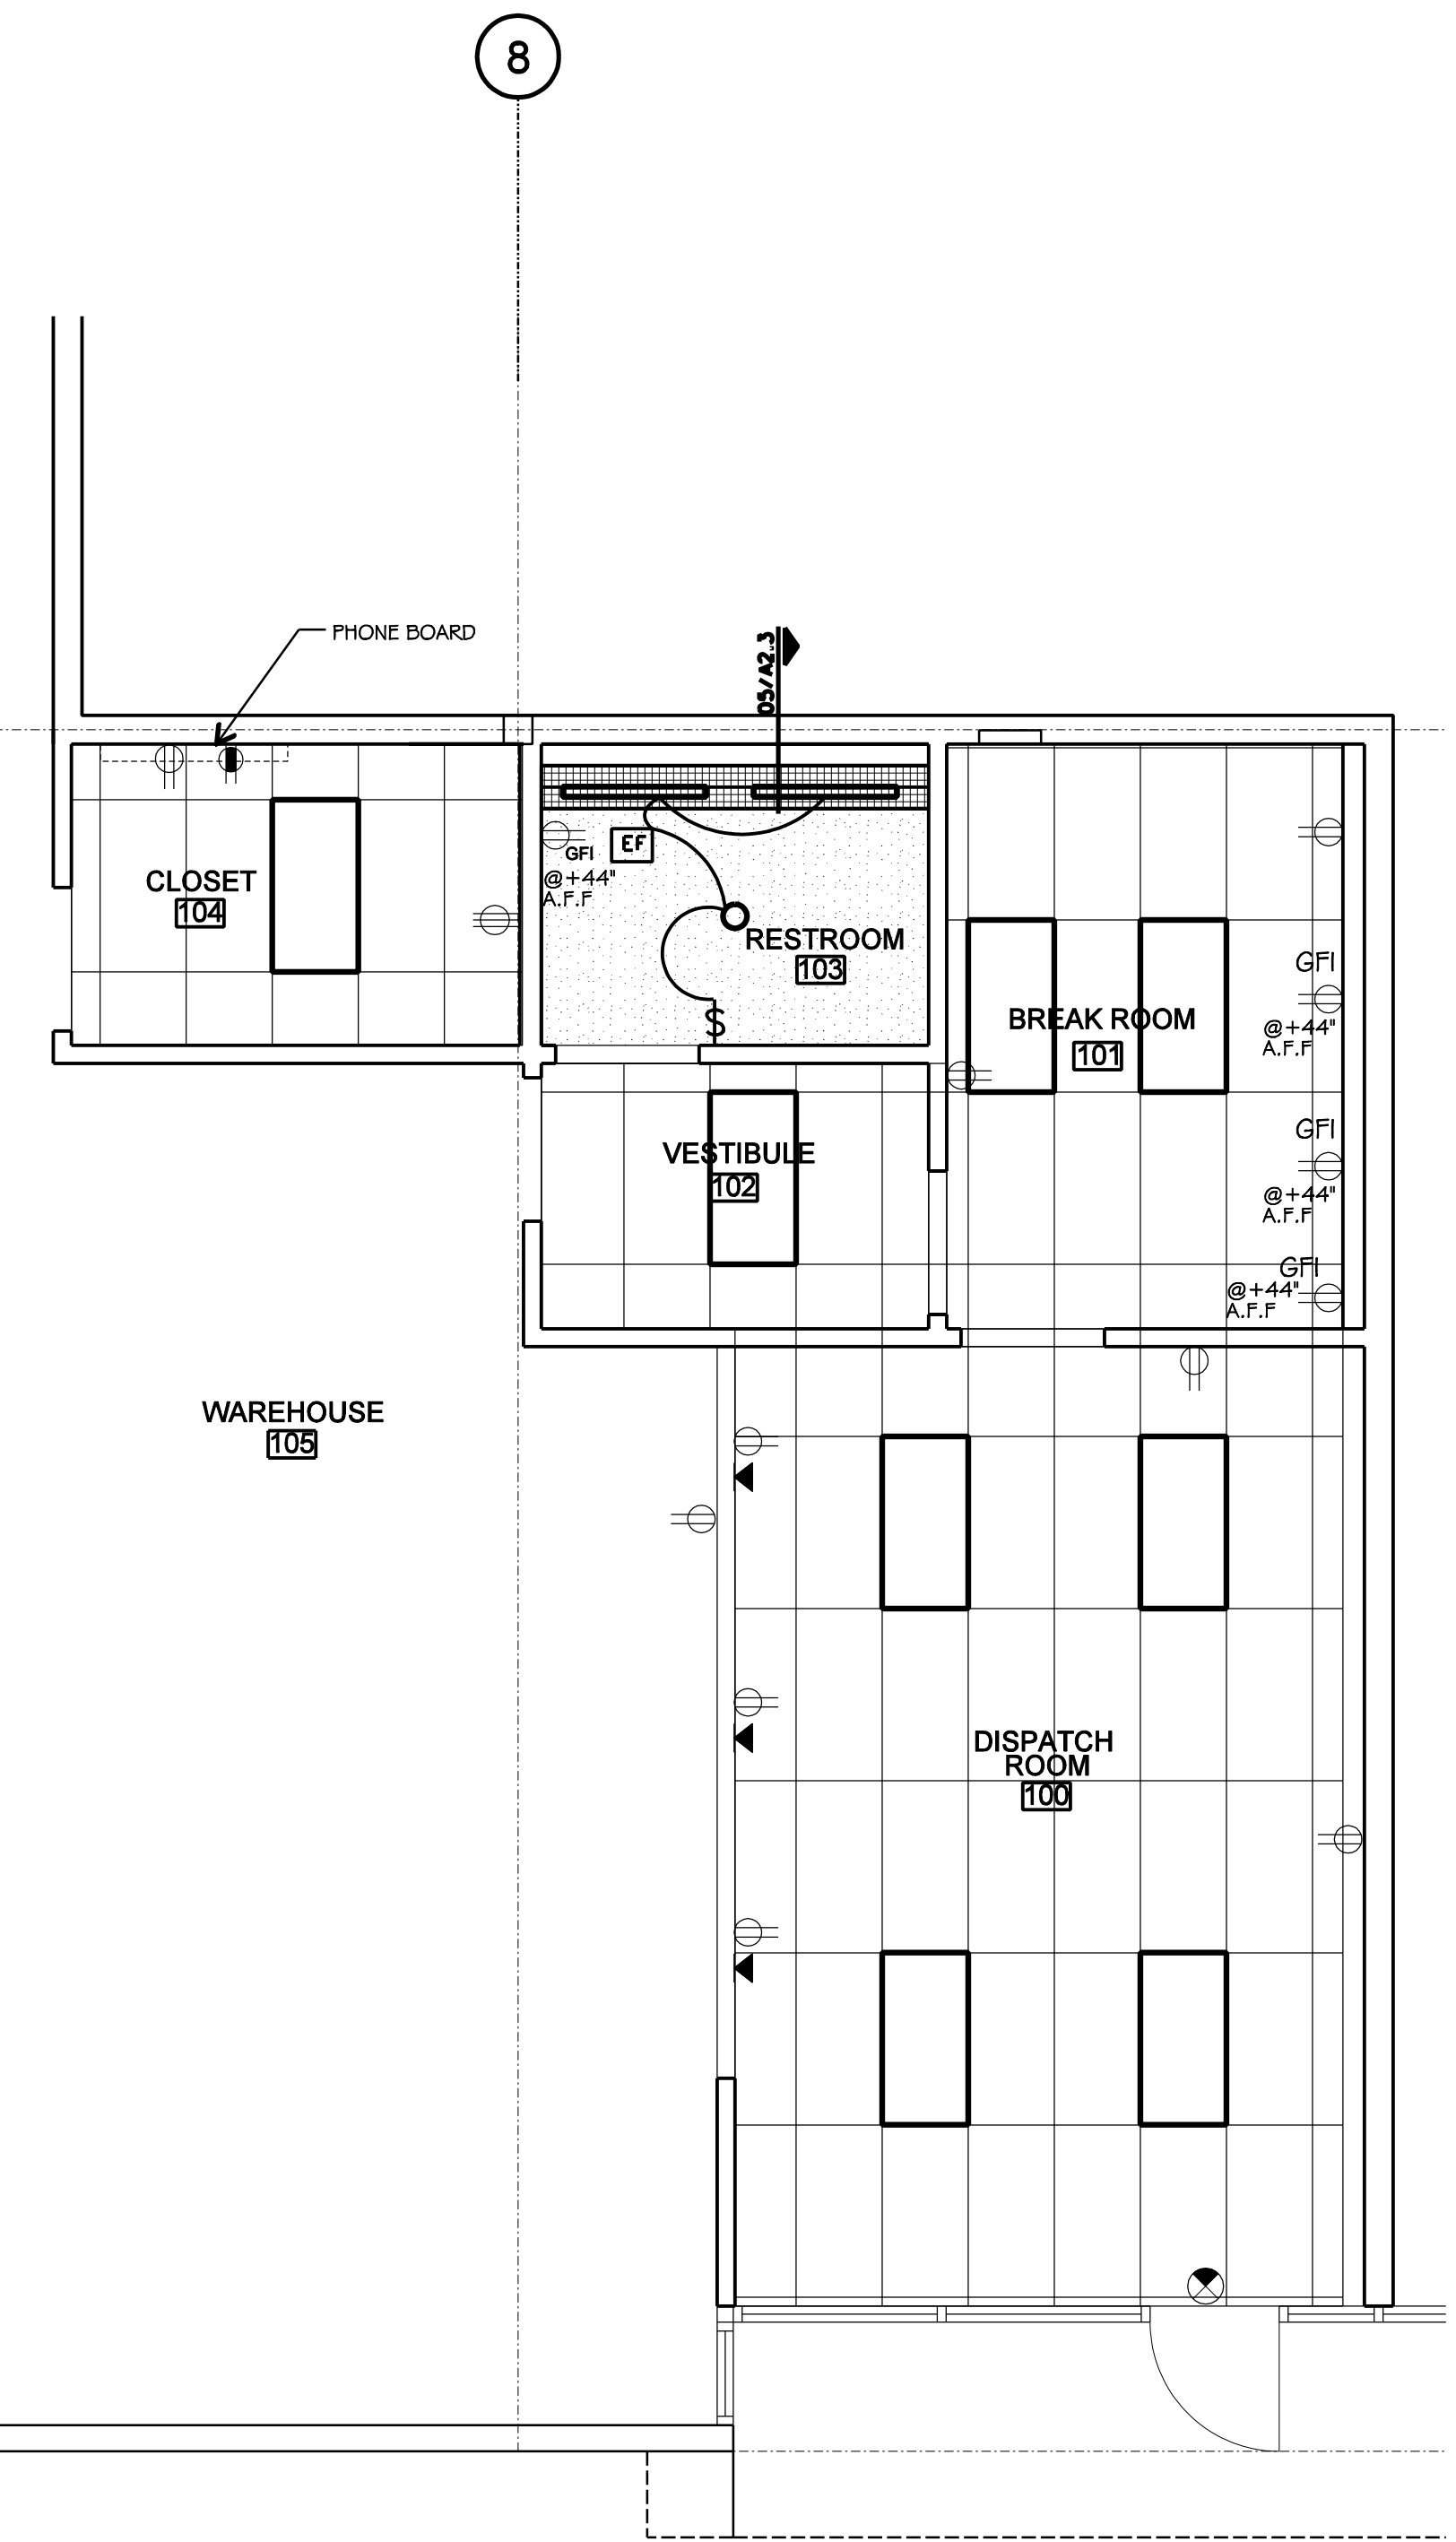 8
PHONE BOARD
05/A2.3
EF
GFI
@+44"
A.F.F
CLOSET
104
RESTROOM
103
$
GFI
BREAK ROOM
101
@+44"
A.F.F
GFI
VESTIBULE
102
@+44"
A.F.F
GFI
@+44"
A.F.F
WAREHOUSE
105
DISPATCH
ROOM
100